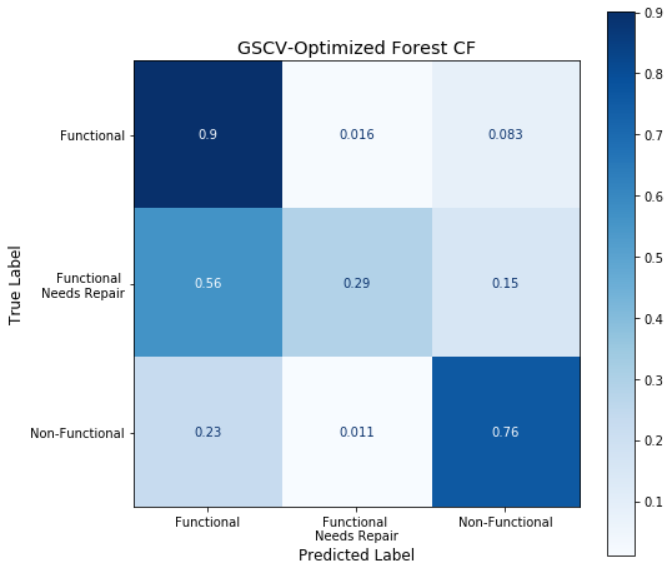 GSCV-Optimized Forest CF
0.9
Functional
0.9
0.016
0.083
0.8
0.7
0.6
True Label
Functional
Needs Repair
0.56
0.29
0.15
0.5
0.4
0.3
Non-Functional
0.23
0.011
0.76
0.2
0.1
Functional
Functional
Needs Repair
Non-Functional
Predicted Label